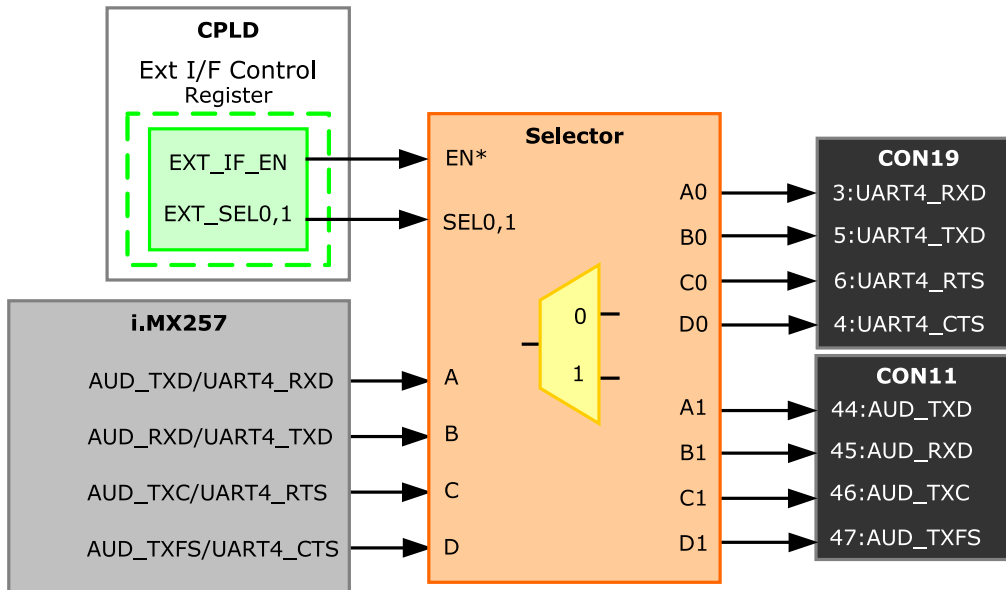 CPLD
Ext I/F Control
Register
EXT_IF_EN
EXT_SEL0,1
i.MX257
AUD_TXD/UART4_RXD
AUD_RXD/UART4_TXD
AUD_TXC/UART4_RTS
AUD_TXFS/UART4_CTS
Selector
EN*
SEL0,1
A
B
C
D
0
1
A0
B0
C0
D0
A1
B1
C1
D1
CON19
3:UART4_RXD
5:UART4_TXD
6:UART4_RTS
4:UART4_CTS
CON11
44:AUD_TXD
45:AUD_RXD
46:AUD_TXC
47:AUD_TXFS